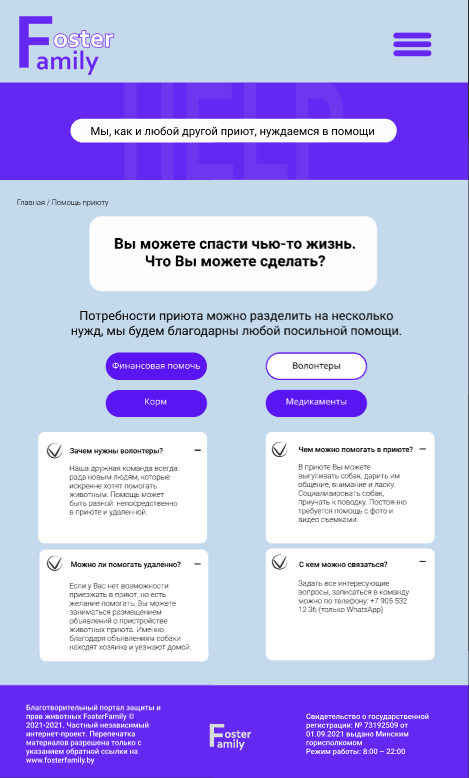 Foster
Family
HELP
Мы, как и любой другой приют, нуждаемся в помощи
Главная / Помощь приюту
Вы можете спасти чью-то жизнь.
Что Вы можете сделать?
Потребности приюта можно разделить на несколько
нужд, мы будем благодарны любой посильной помощи.
Финансовая помочь
Волонтеры
Корм
Медикаменты
Зачем нужны волонтеры?
Наша дружная команда всегда
рада новым людям, которые
искренне хотят помогать
животным. Помощь может
быть разной: непосредственно
в приюте и удаленной.
Чем можно помогать в приюте?
В приюте Вы можете
выгуливать собак, дарить им
общение, внимание и ласку.
Социализировать собак,
приучать к поводку. Постоянно
требуется помощь с фото и
видео съемками.
Можно ли помогать удаленно?
Если у Вас нет возможности
приезжать в приют, но есть
желание помогать, Вы можете
заниматься размещением
объявлений о пристройстве
животных приюта. Именно
благодаря объявлениям собаки
находят хозяина и уезжают домой.
С кем можно связаться?
Задать все интересующие
вопросы, записаться в команду
можно по телефону: +7 905 532
12 36 (только WhatsApp)
Благотворительный портал защиты и
прав животных FosterFamily ©
2021-2021. Частный независимый
интернет-проект. Перепечатка
материалов разрешена только с
указанием обратной ссылки на
www.fosterfamily.by
Foster
Family
Свидетельство о государственной
регистрации: № 73192509 от
01.09.2021 выдано Минским
горисполкомом
Режим работы: 8:00 – 22:00